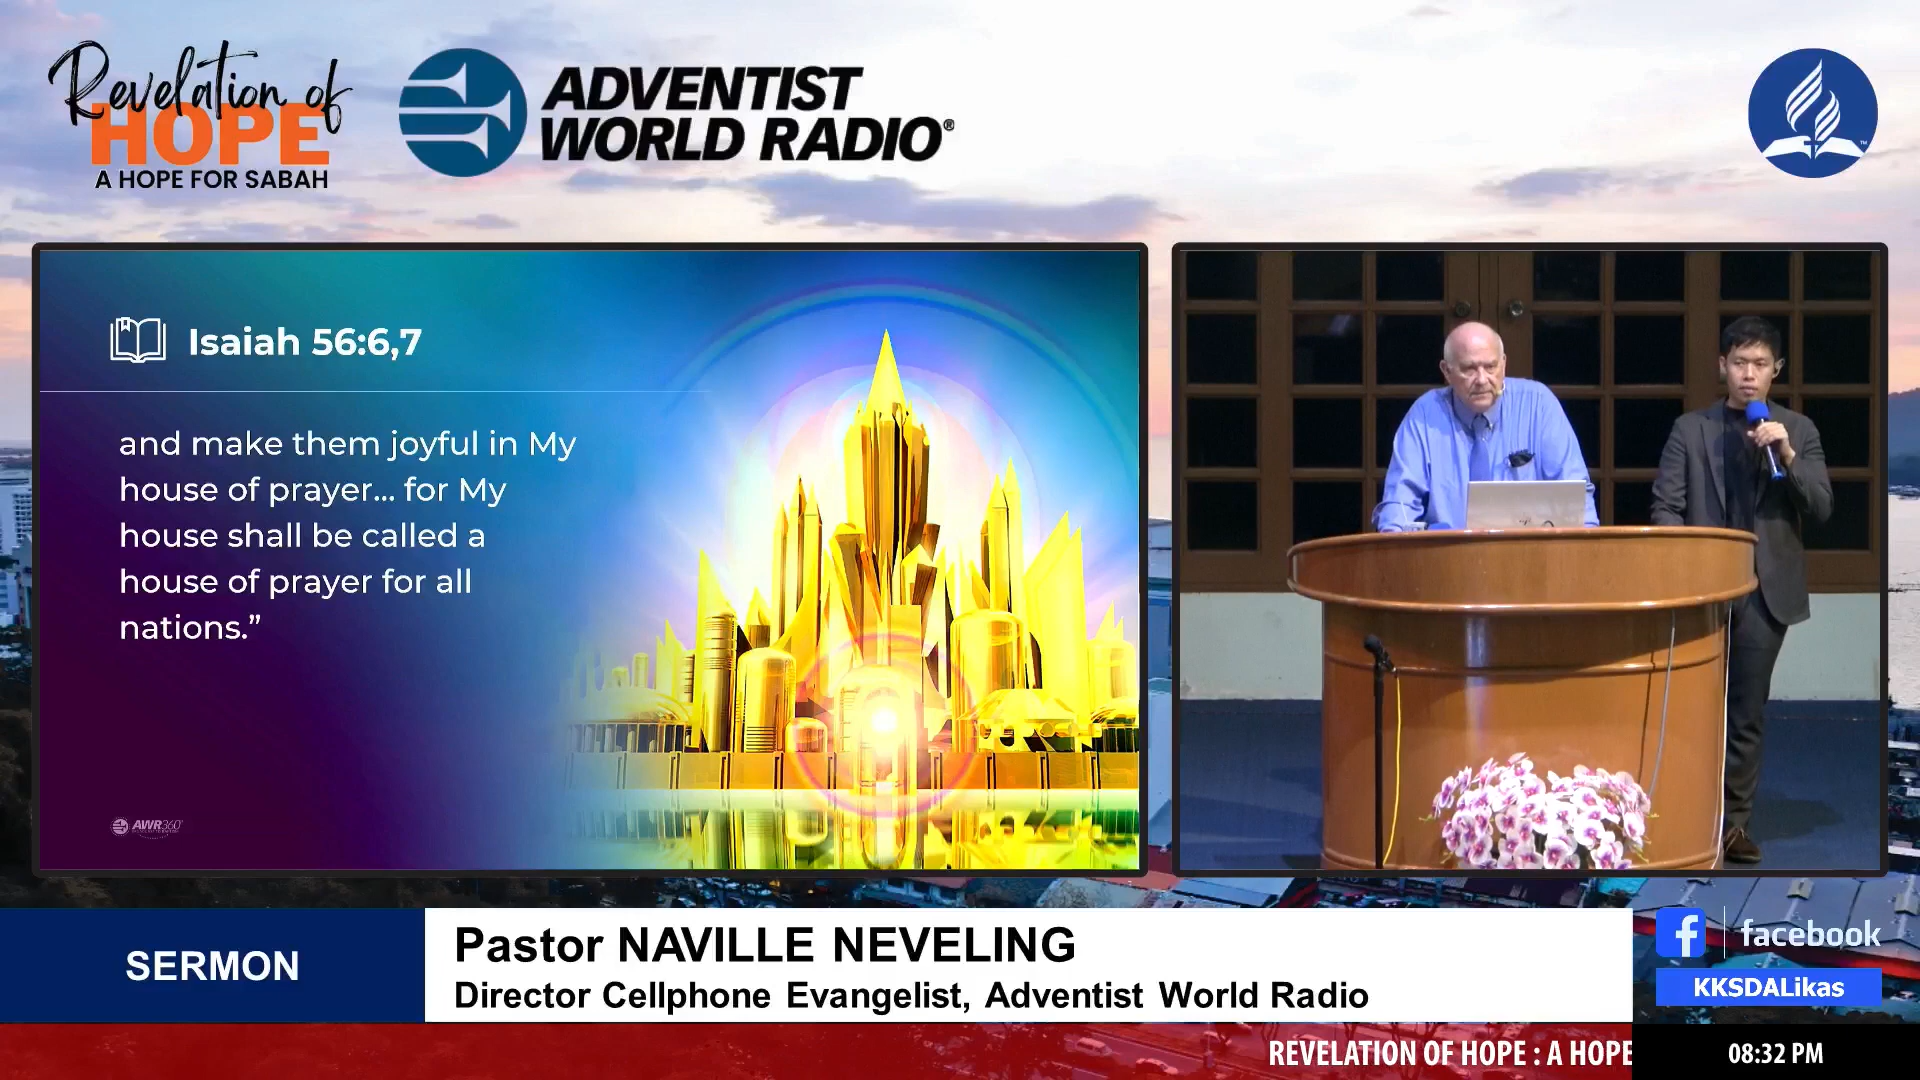 Revelation of
HOPE
A HOPE FOR SABAH
ADVENTIST
WORLD RADIO®
Isaiah 56:6,7
and make them joyful in My
house of prayer... for My
house shall be called a
house of prayer for all
nations.”
AWR360°
SERMON
Pastor NAVILLE NEVELING
Director Cellphone Evangelist, Adventist World Radio
facebook
KKSDALikas
REVELATION OF HOPE : A HOPE
08:32 PM